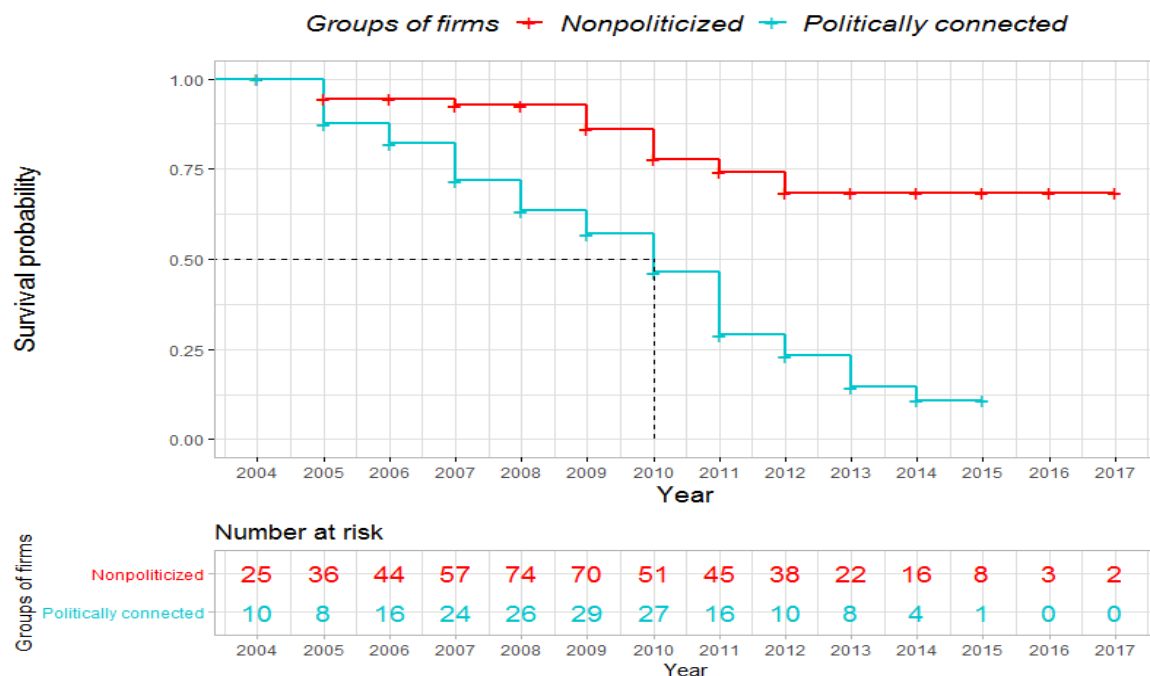 Groups of firms Nonpoliticized Politically connected
Survival probability
1.00
0.75
0.50
0.25
0.00
2004 2005 2006 2007 2008 2009 2010 2011 2012 2013 2014 2015 2016 2017
Year
Number at risk
Groups of firms
Nonpoliticized 25 36 44 57 74 70 51 45 38 22 16 8 3 2
Politically connected 10 8 16 24 26 29 27 16 10 8 4 1 0 0
2004 2005 2006 2007 2008 2009 2010 2011 2012 2013 2014 2015 2016 2017
Year